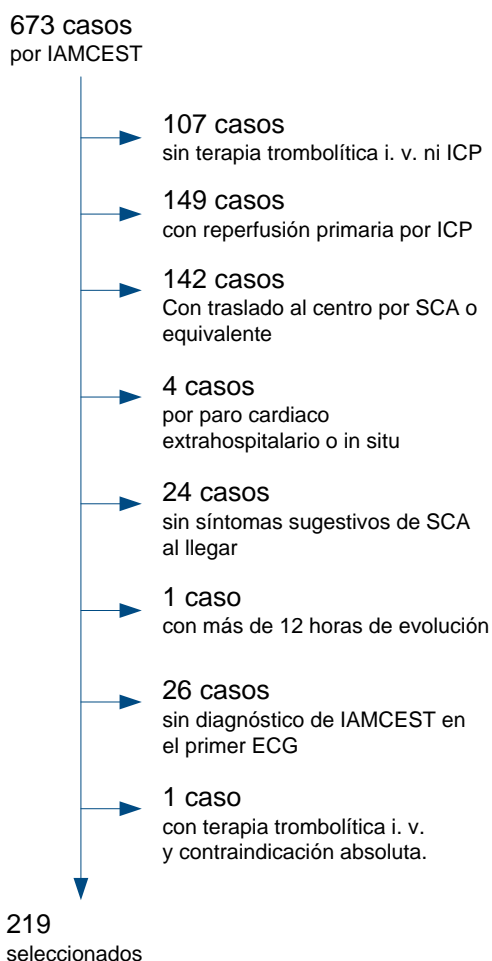 673 casos
por IAMCEST
107 casos
sin terapia trombolítica i. v. ni ICP
149 casos
con reperfusión primaria por ICP
142 casos
Con traslado al centro por SCA o
equivalente
4 casos
por paro cardiaco
extrahospitalario o in situ
24 casos
sin síntomas sugestivos de SCA
al llegar
1 caso
con más de 12 horas de evolución
26 casos
sin diagnóstico de IAMCEST en
el primer ECG
1 caso
con terapia trombolítica i. v.
y contraindicación absoluta.
219
seleccionados